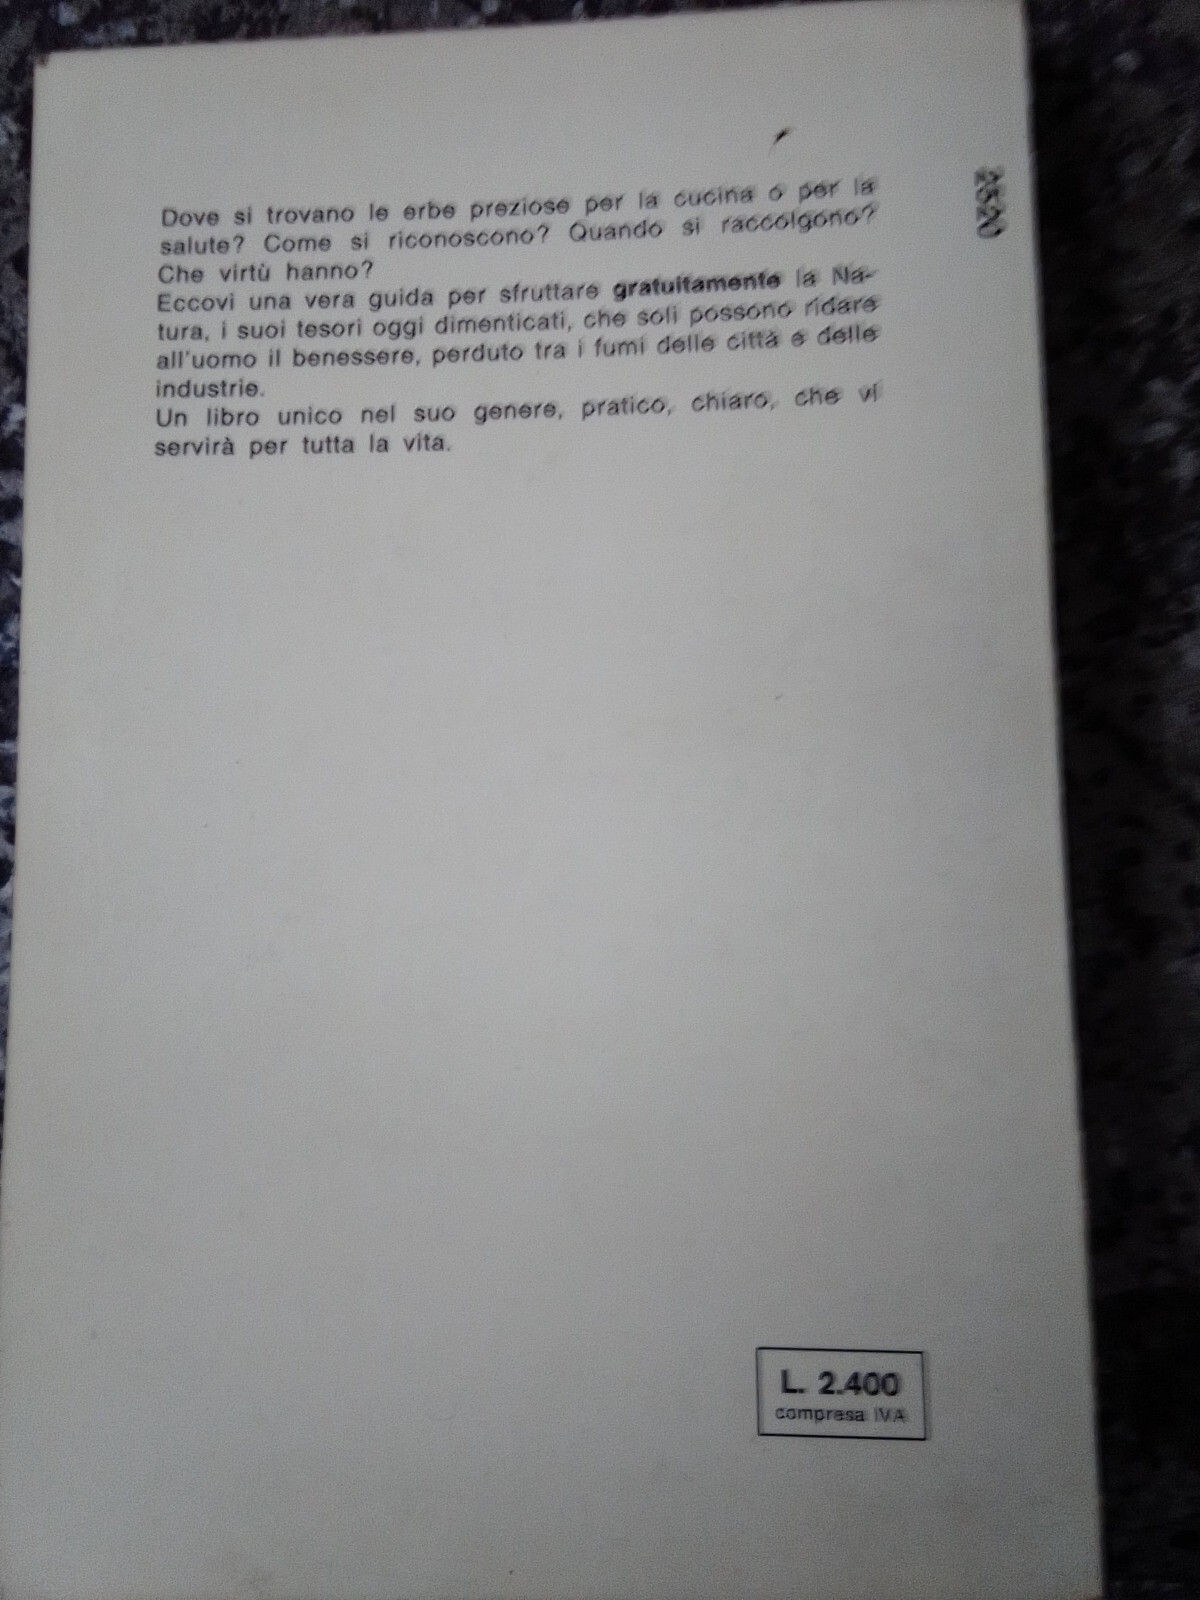 Dove si trovano le erbe preziose per la cucina o per la
salute? Come si riconoscono? Quando si raccolgono?
Che virtù hanno?
Eccovi una vera guida per sfruttare gratuitamente la Na-
tura, i suoi tesori oggi dimenticati, che soli possono ridare
all'uomo il benessere, perduto tra i fumi delle città e delle
industrie.
Un libro unico nel suo genere, pratico, chiaro, che vi
servirà per tutta la vita.
2520
L. 2.400
compresa IVA